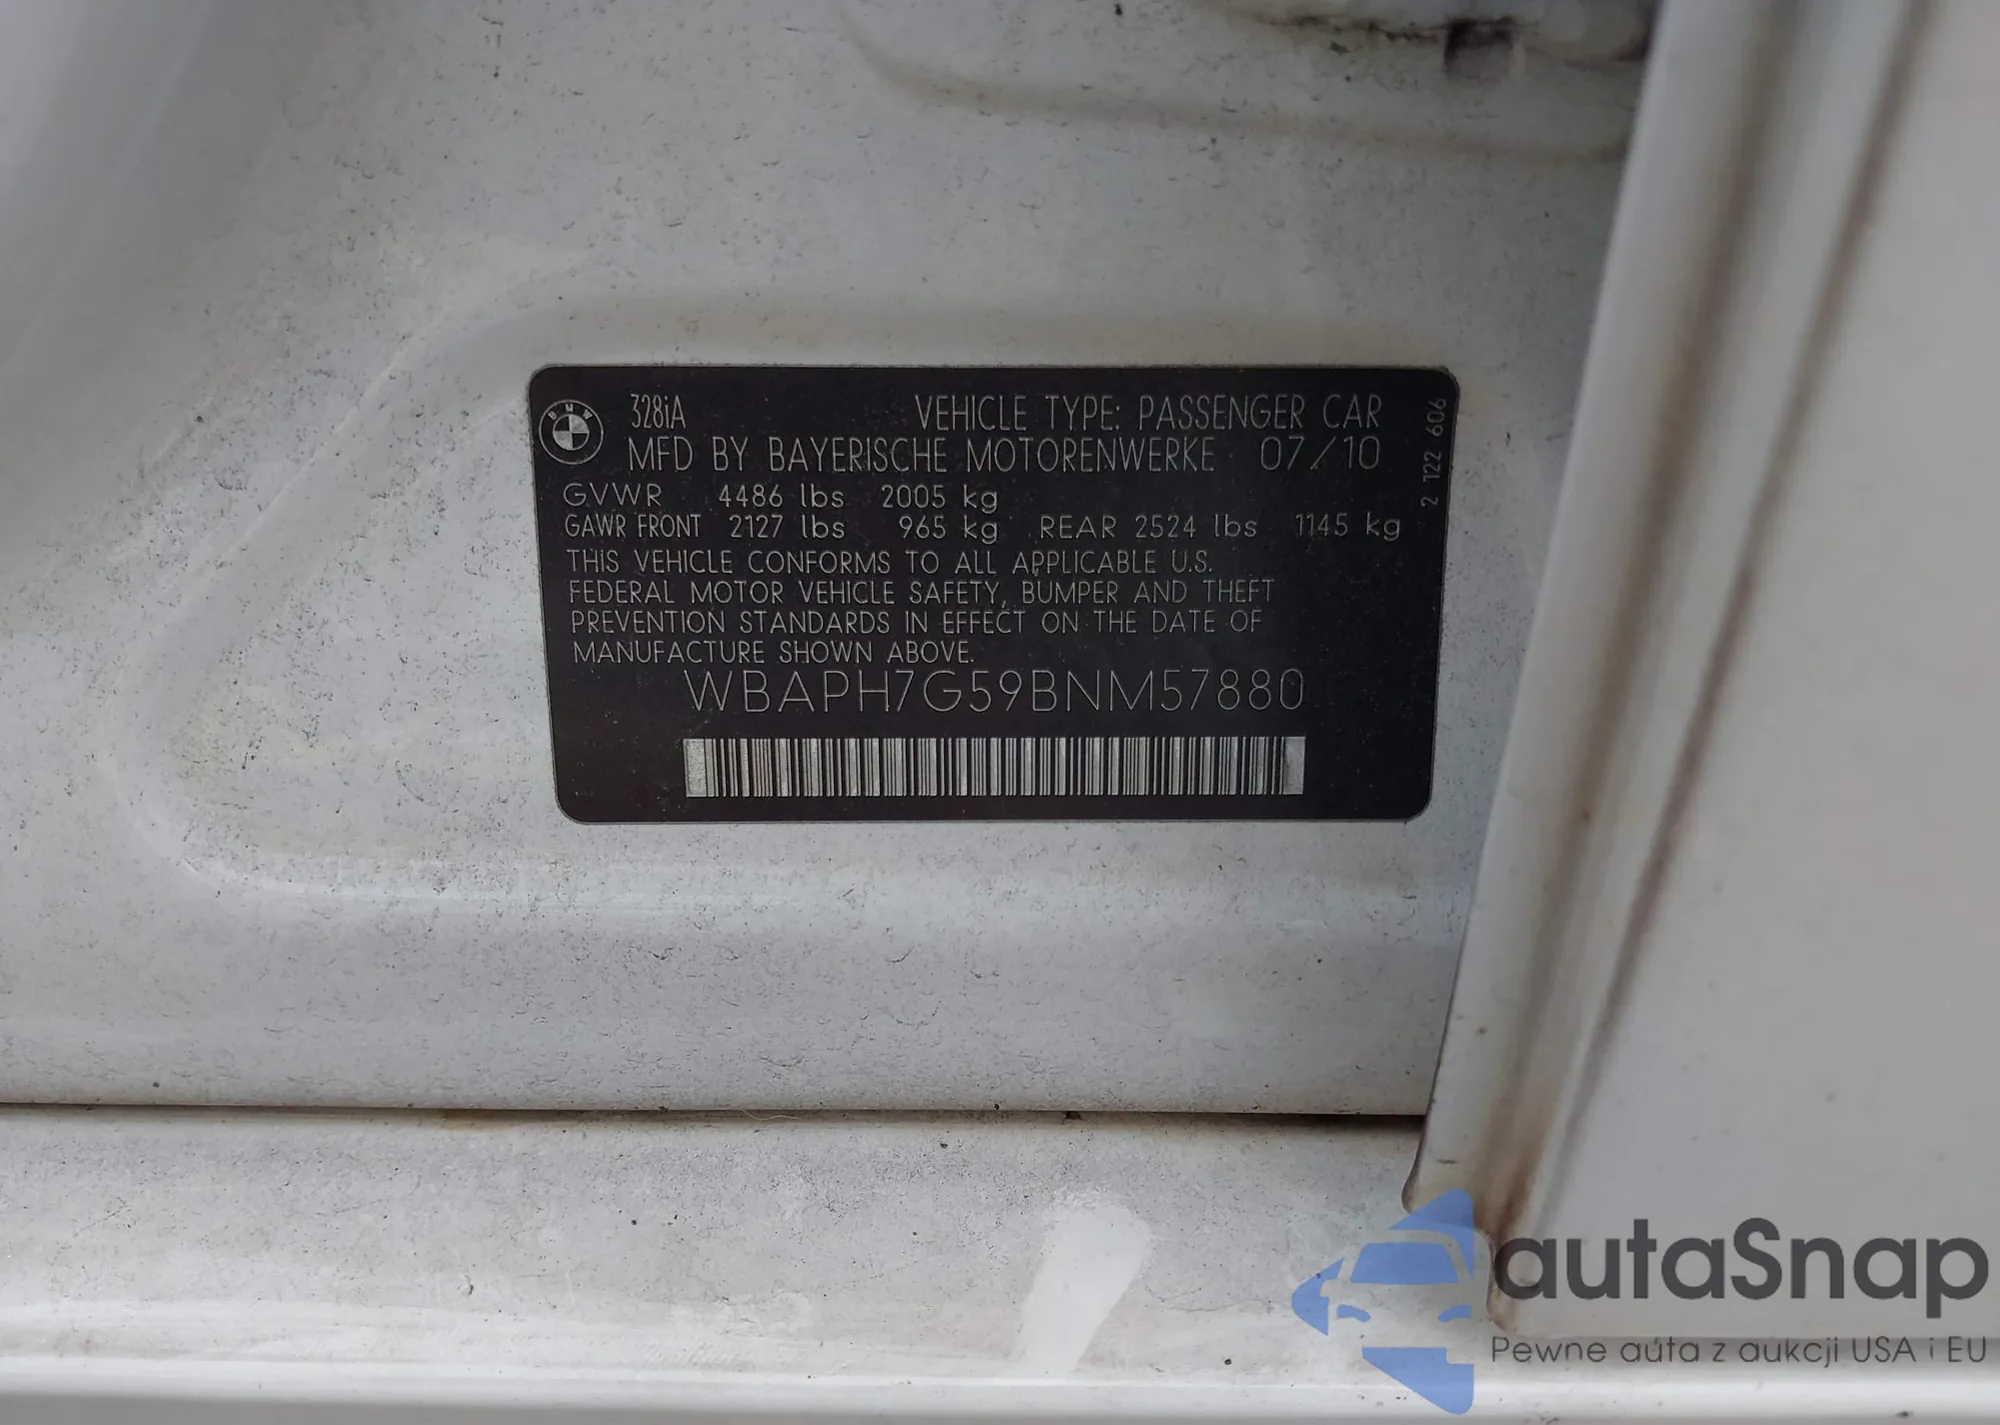 BMW
328iA VEHICLE TYPE: PASSENGER CAR
MFD BY BAYERISCHE MOTORENWERKE 07/10
GVWR 4486 lbs 2005 kg
GAWR FRONT 2127 lbs 965 kg REAR 2524 lbs 1145 kg
THIS VEHICLE CONFORMS TO ALL APPLICABLE U.S.
FEDERAL MOTOR VEHICLE SAFETY, BUMPER AND THEFT
PREVENTION STANDARDS IN EFFECT ON THE DATE OF
MANUFACTURE SHOWN ABOVE.
WBAPH7G59BNM57880
2 122 606
autaSnap
Pewne auta z aukcji USA i EU